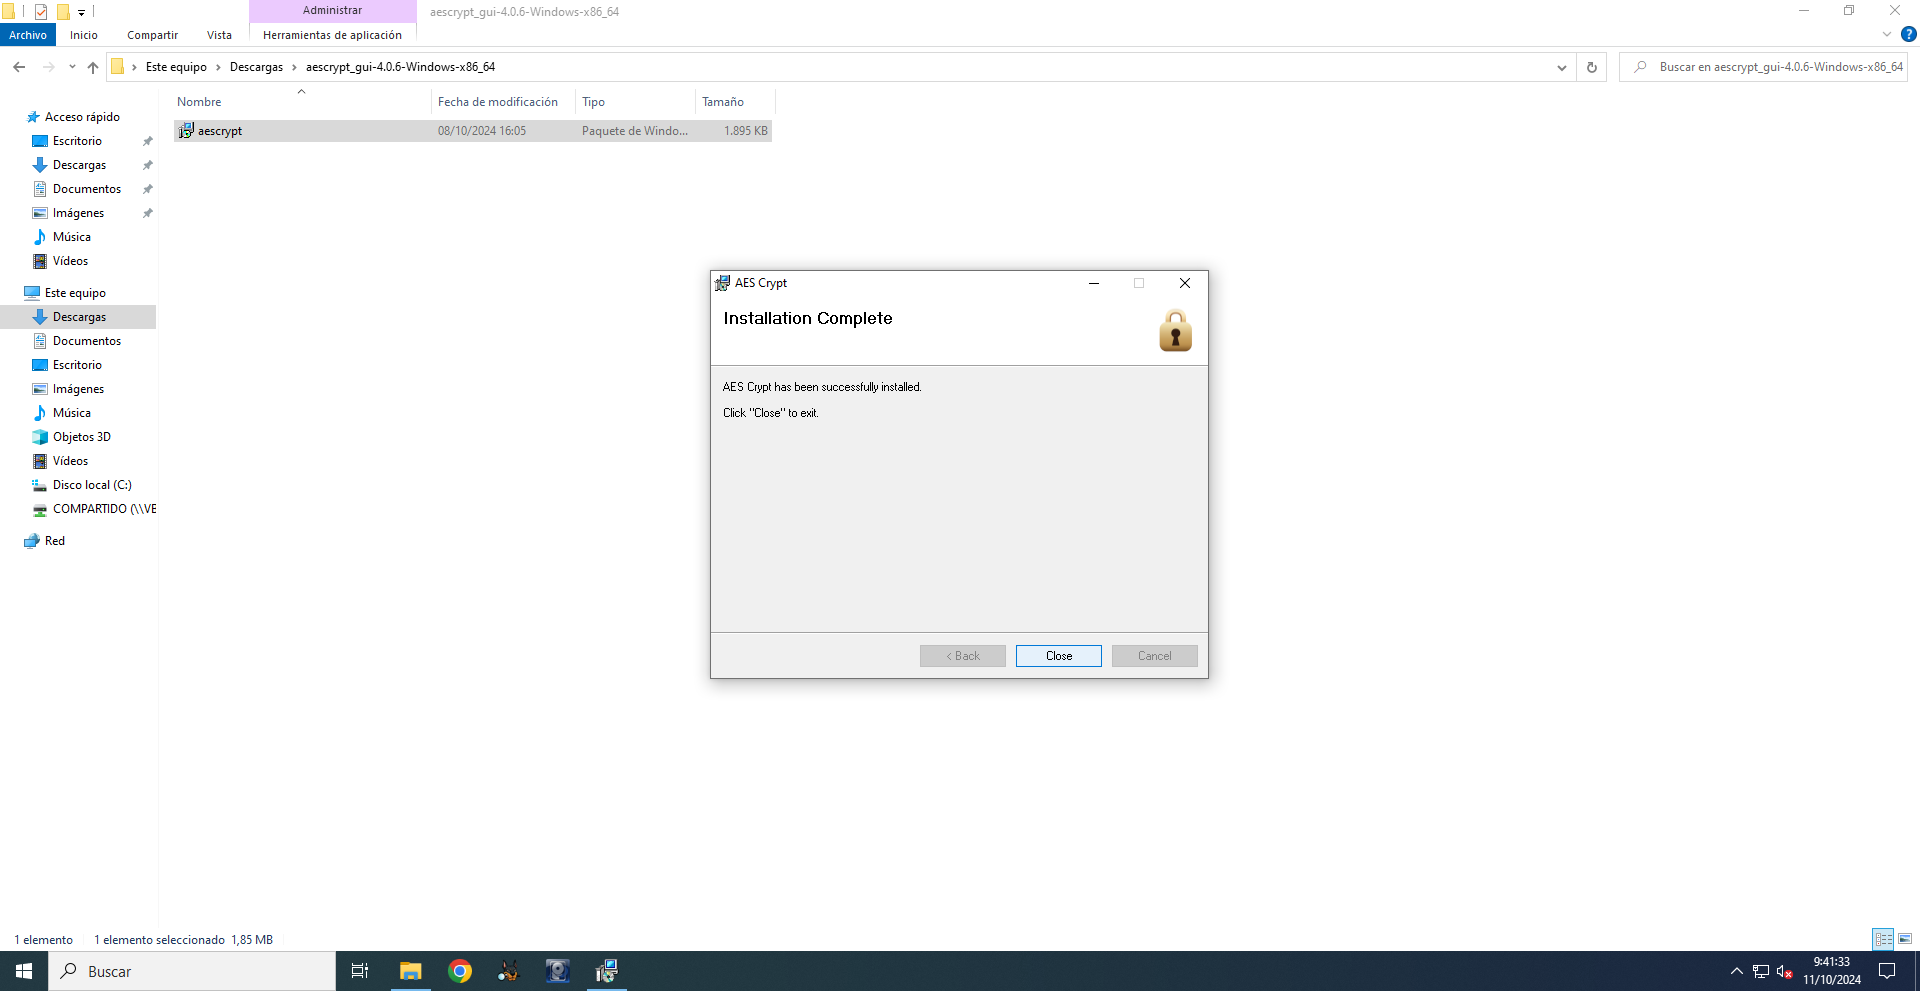 Administrar
aescrypt_gui-4.0.6-Windows-x86_64
Archivo
Inicio
Compartir
Vista
Herramientas de aplicación
Este equipo
Descargas
aescrypt_gui-4.0.6-Windows-x86_64
Buscar en aescrypt_gui-4.0.6-Windows-x86_64
Nombre
Fecha de modificación
Tipo
Tamaño
aescrypt
08/10/2024 16:05
Paquete de Windo...
1.895 KB
Acceso rápido
Escritorio
Descargas
Documentos
Imágenes
Música
Vídeos
Este equipo
Descargas
Documentos
Escritorio
Imágenes
Música
Objetos 3D
Vídeos
Disco local (C:)
COMPARTIDO (\\VE
Red
AES Crypt
Installation Complete
AES Crypt has been successfully installed.
Click "Close" to exit.
< Back
Close
Cancel
1 elemento
1 elemento seleccionado 1,85 MB
Buscar
9:41:33
11/10/2024